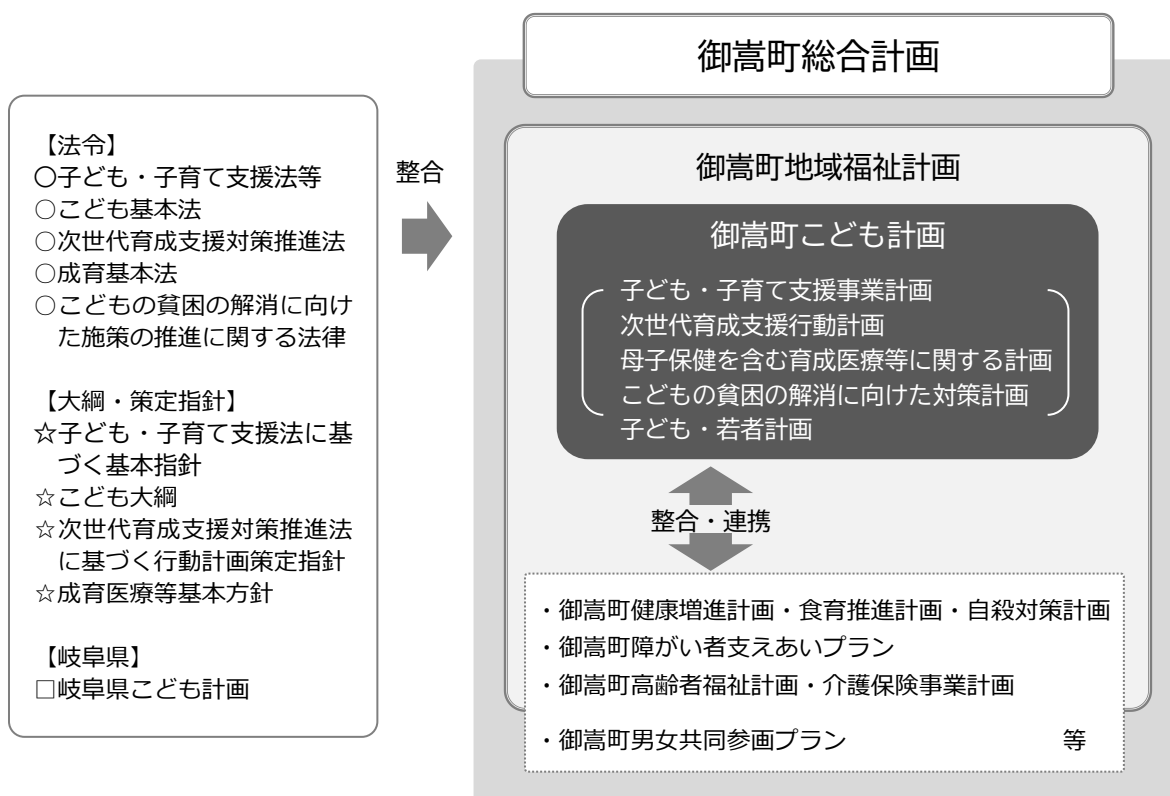 御嵩町総合計画
【法令】
〇子ども・子育て支援法等
○こども基本法
○次世代育成支援対策推進法
○成育基本法
○こどもの貧困の解消に向け
た施策の推進に関する法律
【大綱・策定指針】
☆子ども・子育て支援法に基
づく基本指針
☆こども大綱
☆次世代育成支援対策推進法
に基づく行動計画策定指針
☆成育医療等基本方針
【岐阜県】
□岐阜県こども計画
整合
御嵩町地域福祉計画
御嵩町こども計画
子ども・子育て支援事業計画
次世代育成支援行動計画
母子保健を含む育成医療等に関する計画
こどもの貧困の解消に向けた対策計画
子ども・若者計画
整合・連携
・御嵩町健康増進計画・食育推進計画・自殺対策計画
・御嵩町障がい者支えあいプラン
・御嵩町高齢者福祉計画・介護保険事業計画
・御嵩町男女共同参画プラン 等